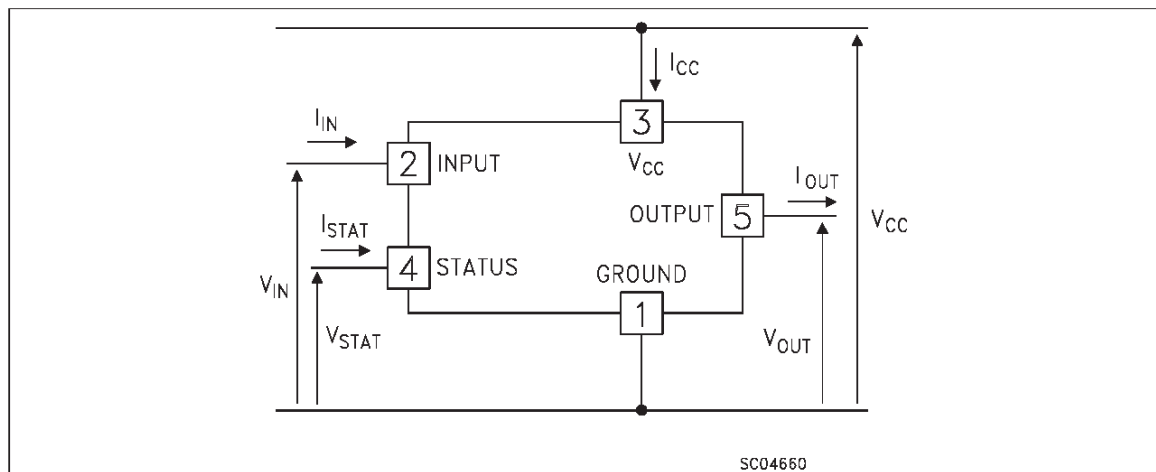 I_CC
I_IN
3
2 INPUT
V_CC
I_OUT
OUTPUT 5
I_STAT
V_CC
4 STATUS
GROUND
V_IN
1
V_STAT
V_OUT
SC04660